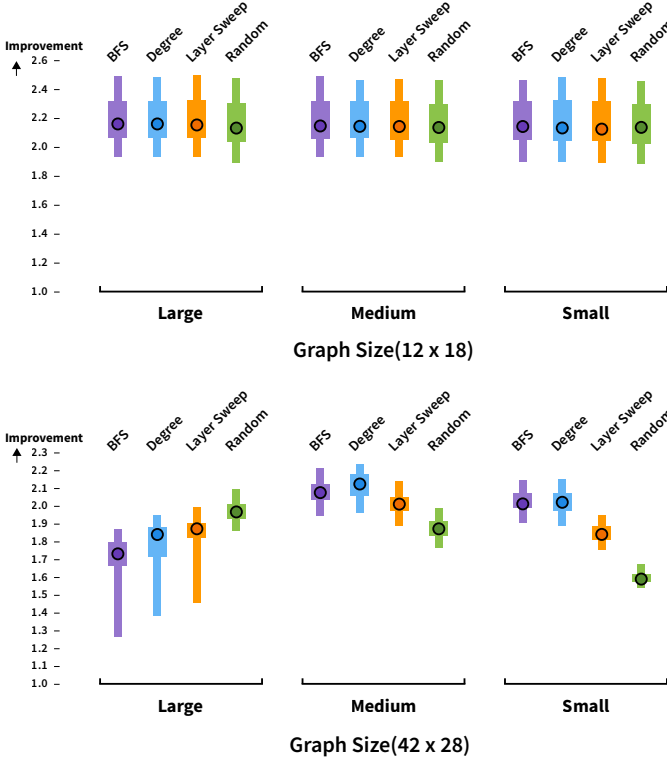 BFS Degree Layer Sweep Random BFS Degree Layer Sweep Random BFS Degree Layer Sweep Random
Improvement
2.6
2.4
2.2
2.0
1.8
1.6
1.4
1.2
1.0
Large Medium Small
Graph Size(12 x 18)
BFS Degree Layer Sweep Random BFS Degree Layer Sweep Random BFS Degree Layer Sweep Random
Improvement
2.3
2.2
2.1
2.0
1.9
1.8
1.7
1.6
1.5
1.4
1.3
1.2
1.1
1.0
Large Medium Small
Graph Size(42 x 28)